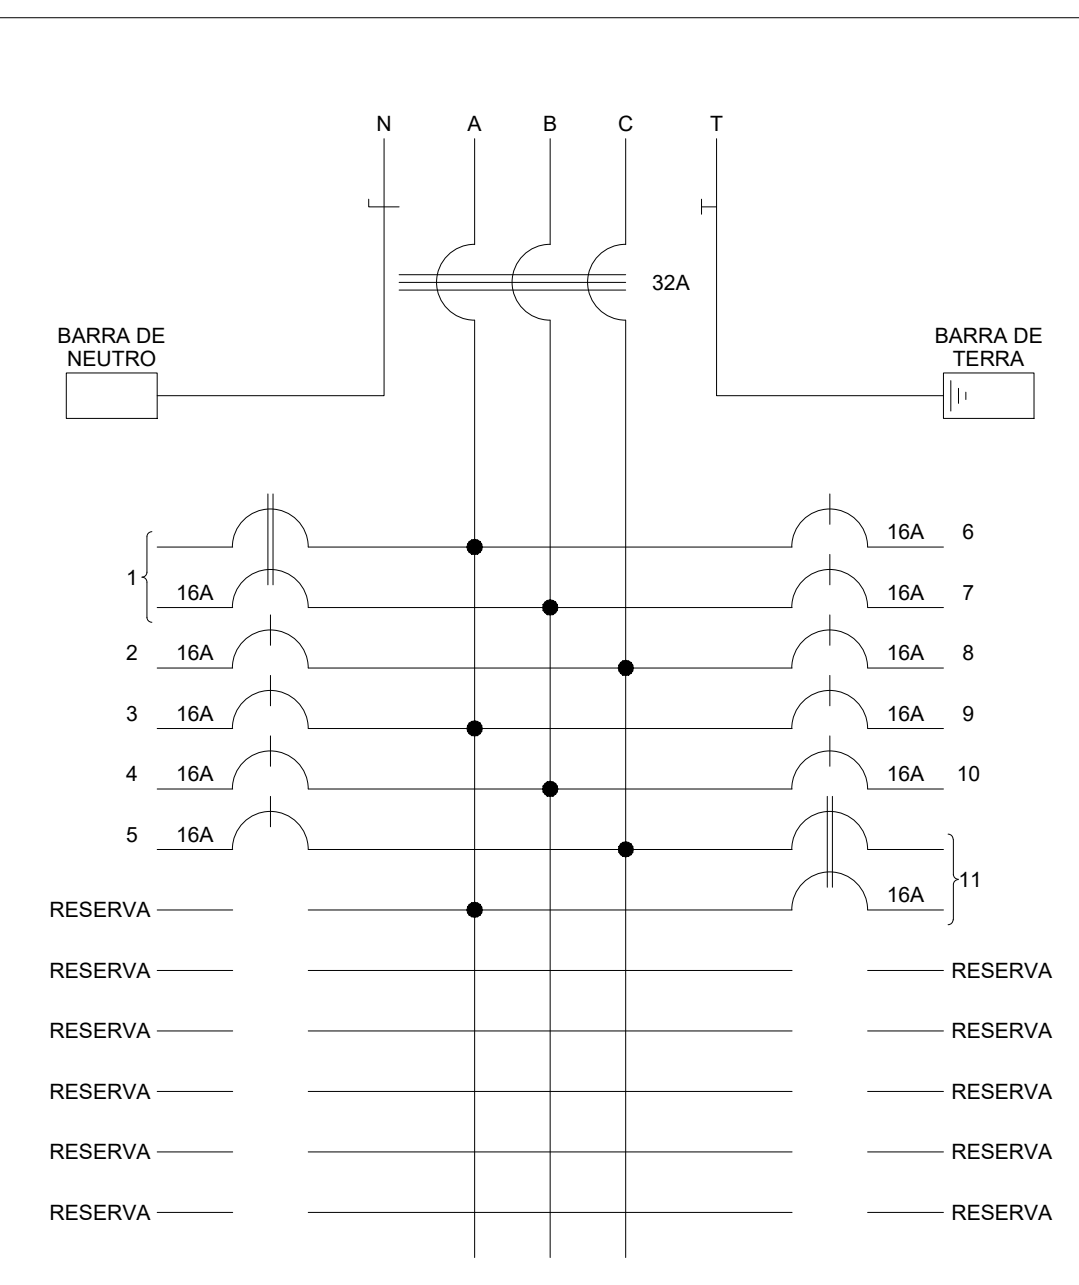 N A B C T
32A
BARRA DE
NEUTRO
BARRA DE
TERRA
16A 6
1 16A 16A 7
2 16A 16A 8
3 16A 16A 9
4 16A 16A 10
5 16A
11
RESERVA 16A
RESERVA RESERVA
RESERVA RESERVA
RESERVA RESERVA
RESERVA RESERVA
RESERVA RESERVA